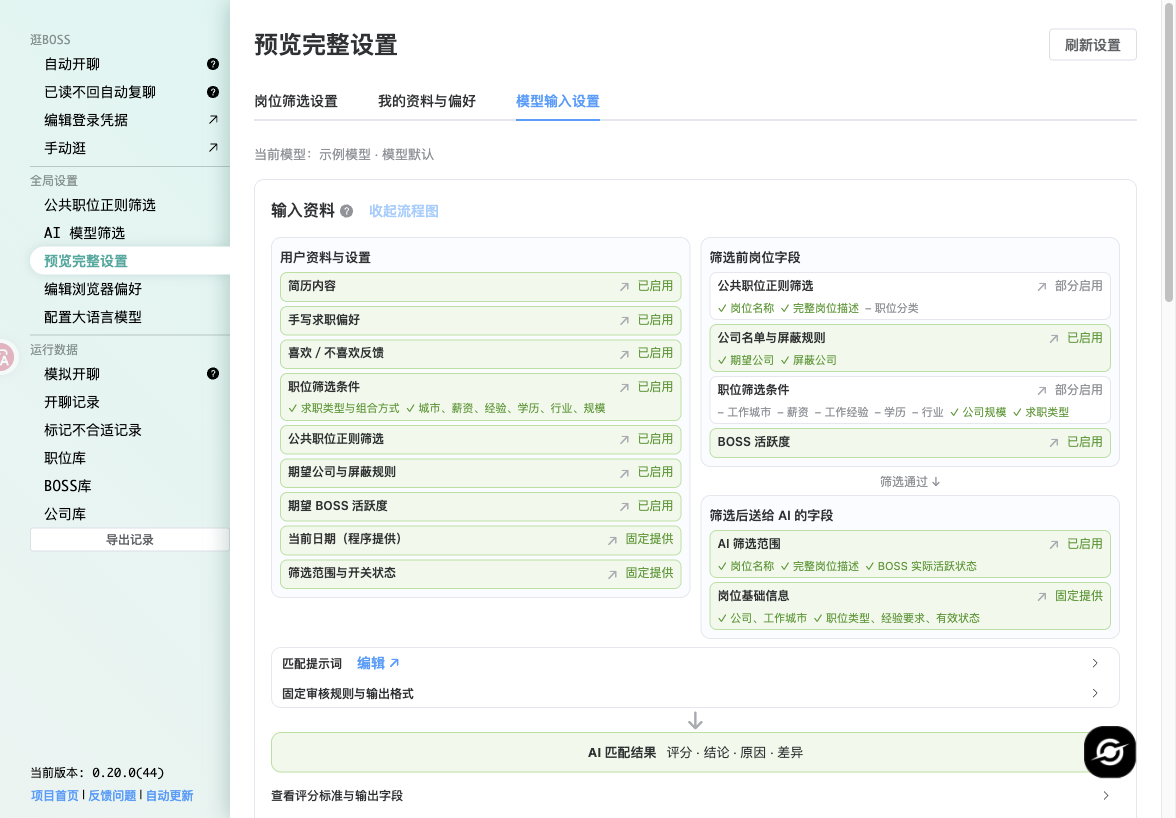 逛BOSS
自动开聊
已读不回自动复聊
编辑登录凭据
手动逛
全局设置
公共职位正则筛选
AI 模型筛选
预览完整设置
编辑浏览器偏好
配置大语言模型
运行数据
模拟开聊
开聊记录
标记不合适记录
职位库
BOSS库
公司库
导出记录
当前版本: 0.20.0(44)
项目首页 | 反馈问题 | 自动更新
预览完整设置
刷新设置
岗位筛选设置 我的资料与偏好 模型输入设置
当前模型: 示例模型 · 模型默认
输入资料 收起流程图
用户资料与设置
简历内容 已启用
手写求职偏好 已启用
喜欢 / 不喜欢反馈 已启用
职位筛选条件 已启用
✓ 求职类型与组合方式 ✓ 城市、薪资、经验、学历、行业、规模
公共职位正则筛选 已启用
期望公司与屏蔽规则 已启用
期望 BOSS 活跃度 已启用
当前日期（程序提供） 固定提供
筛选范围与开关状态 固定提供
筛选前岗位字段
公共职位正则筛选 部分启用
✓ 岗位名称 ✓ 完整岗位描述 – 职位分类
公司名单与屏蔽规则 已启用
✓ 期望公司 ✓ 屏蔽公司
职位筛选条件 部分启用
– 工作城市 – 薪资 – 工作经验 – 学历 – 行业 ✓ 公司规模 ✓ 求职类型
BOSS 活跃度 已启用
筛选通过 ↓
筛选后送给 AI 的字段
AI 筛选范围 已启用
✓ 岗位名称 ✓ 完整岗位描述 ✓ BOSS 实际活跃状态
岗位基础信息 固定提供
✓ 公司、工作城市 ✓ 职位类型、经验要求、有效状态
匹配提示词 编辑
固定审核规则与输出格式
AI 匹配结果 评分 · 结论 · 原因 · 差异
查看评分标准与输出字段